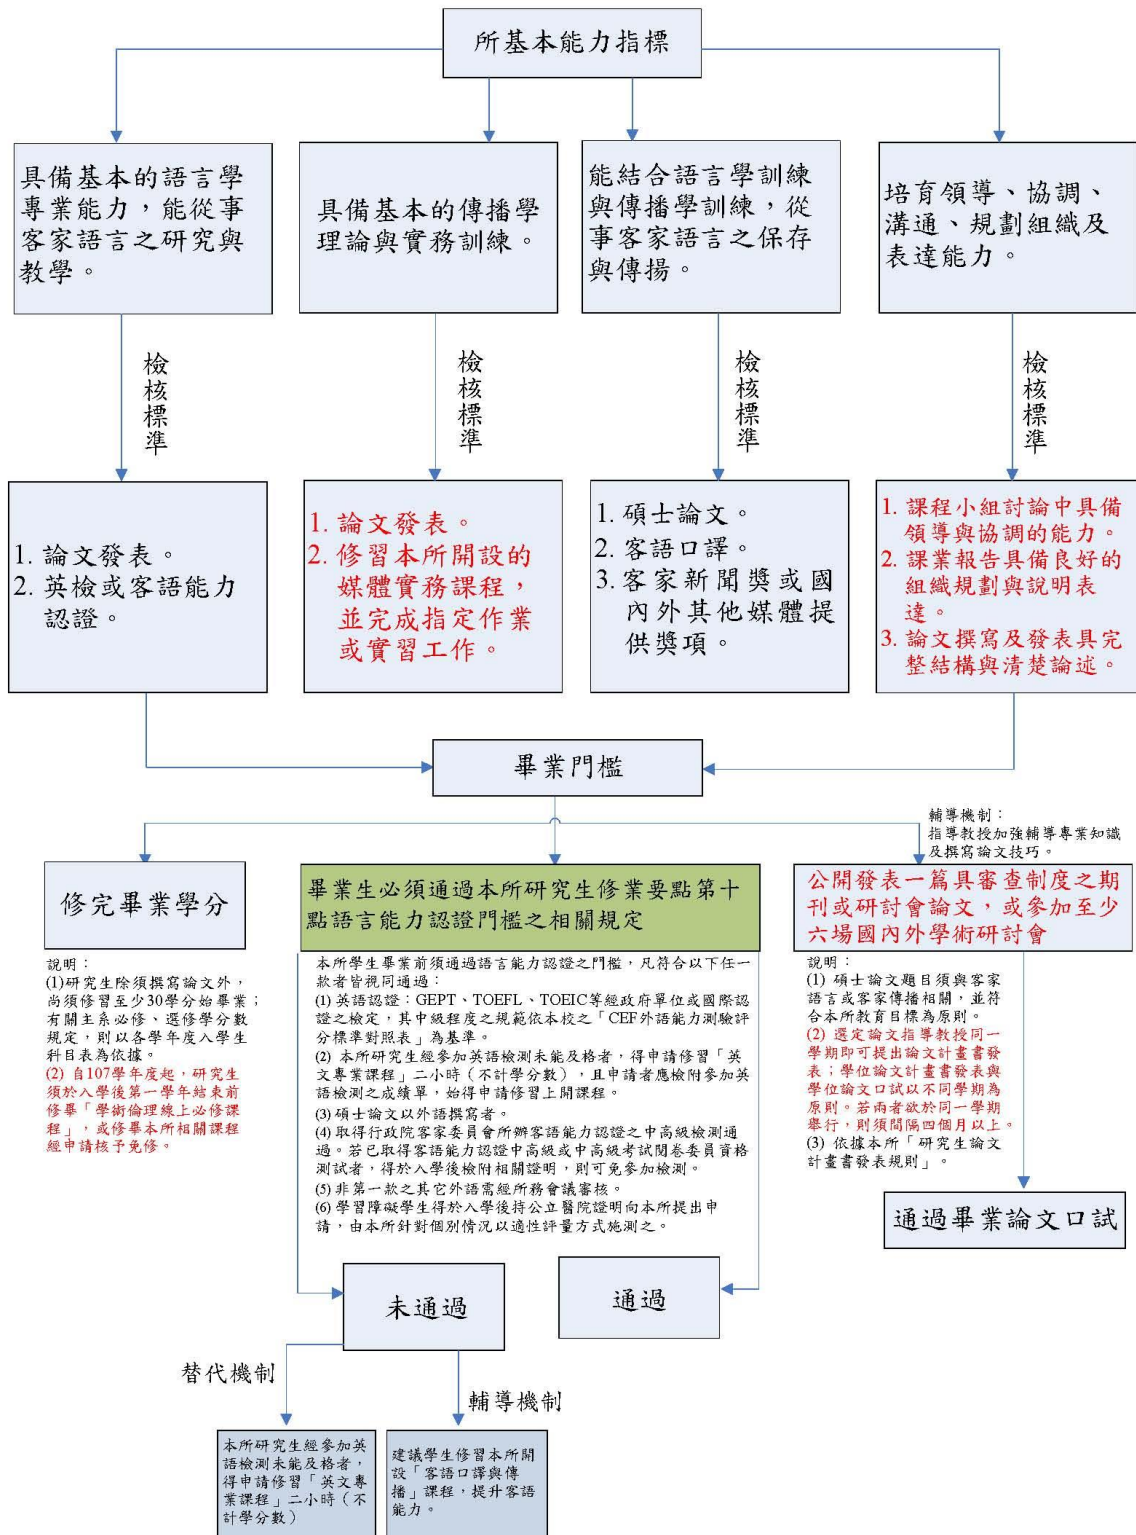 所基本能力指標
具備基本的語言學
專業能力，能從事
客家語言之研究與
教學。
具備基本的傳播學
理論與實務訓練。
能結合語言學訓練
與傳播學訓練，從
事客家語言之保存
與傳揚。
培育領導、協調、
溝通、規劃組織及
表達能力。
檢核標準
檢核標準
檢核標準
檢核標準
1. 論文發表。
2. 英檢或客語能力
認證。
1. 論文發表。
2. 修習本所開設的
媒體實務課程，
並完成指定作業
或實習工作。
1. 碩士論文。
2. 客語口譯。
3. 客家新聞獎或國
內外其他媒體提
供獎項。
1. 課程小組討論中具備
領導與協調的能力。
2. 課業報告具備良好的
組織規劃與說明表
達。
3. 論文撰寫及發表具完
整結構與清楚論述。
畢業門檻
修完畢業學分
說明：
(1)研究生除須撰寫論文外，
尚須修習至少30學分始畢業；
有關主系必修、選修學分數
規定，則以各學年度入學生
科目表為依據。
(2) 自107學年度起，研究生
須於入學後第一學年結束前
修畢「學術倫理線上必修課
程」，或修畢本所相關課程
經申請核予免修。
畢業生必須通過本所研究生修業要點第十
點語言能力認證門檻之相關規定
本所學生畢業前須通過語言能力認證之門檻，凡符合以下任一
款者皆視同通過：
(1) 英語認證：GEPT、TOEFL、TOEIC等經政府單位或國際認
證之檢定，其中級程度之規範依本校之「CEF外語能力測驗評
分標準對照表」為基準。
(2) 本所研究生經參加英語檢測未能及格者，得申請修習「英
文專業課程」二小時（不計學分數），且申請者應檢附參加英
語檢測之成績單，始得申請修習上開課程。
(3) 碩士論文以外語撰寫者。
(4) 取得行政院客家委員會所辦客語能力認證之中高級檢測通
過。若已取得客語能力認證中高級或中高級考試閱卷委員資格
測試者，得於入學後檢附相關證明，則可免參加檢測。
(5) 非第一款之其它外語需經所務會議審核。
(6) 學習障礙學生得於入學後持公立醫院證明向本所提出申
請，由本所針對個別情況以適性評量方式施測之。
輔導機制：
指導教授加強輔導專業知識
及撰寫論文技巧。
公開發表一篇具審查制度之期
刊或研討會論文，或參加至少
六場國內外學術研討會
說明：
(1) 碩士論文題目須與客家
語言或客家傳播相關，並符
合本所教育目標為原則。
(2) 選定論文指導教授同一
學期即可提出論文計畫書發
表；學位論文計畫書發表與
學位論文口試以不同學期為
原則。若兩者欲於同一學期
舉行，則須間隔四個月以上。
(3) 依據本所「研究生論文
計畫書發表規則」。
通過畢業論文口試
未通過
通過
替代機制
輔導機制
本所研究生經參加英
語檢測未能及格者，
得申請修習「英文專
業課程」二小時（不
計學分數）
建議學生修習本所開
設「客語口譯與傳
播」課程，提升客語
能力。